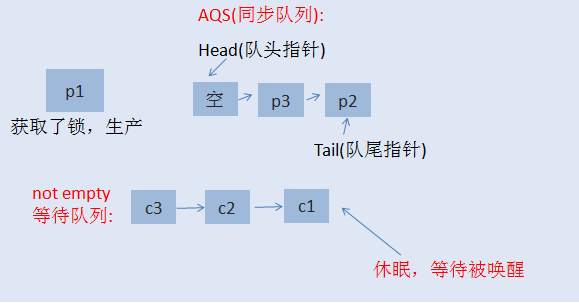 AQS(同步队列):
Head(队头指针)
p1
空
p3
p2
获取了锁，生产
Tail(队尾指针)
not empty
等待队列:
c3
c2
c1
休眠，等待被唤醒